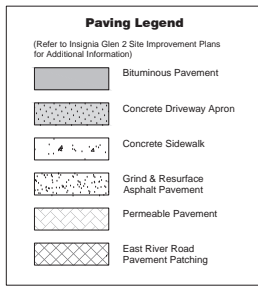 Paving Legend
(Refer to Insignia Glen 2 Site Improvement Plans
for Additional Information)
Bituminous Pavement
Concrete Driveway Apron
Concrete Sidewalk
Grind & Resurface
Asphalt Pavement
Permeable Pavement
East River Road
Pavement Patching